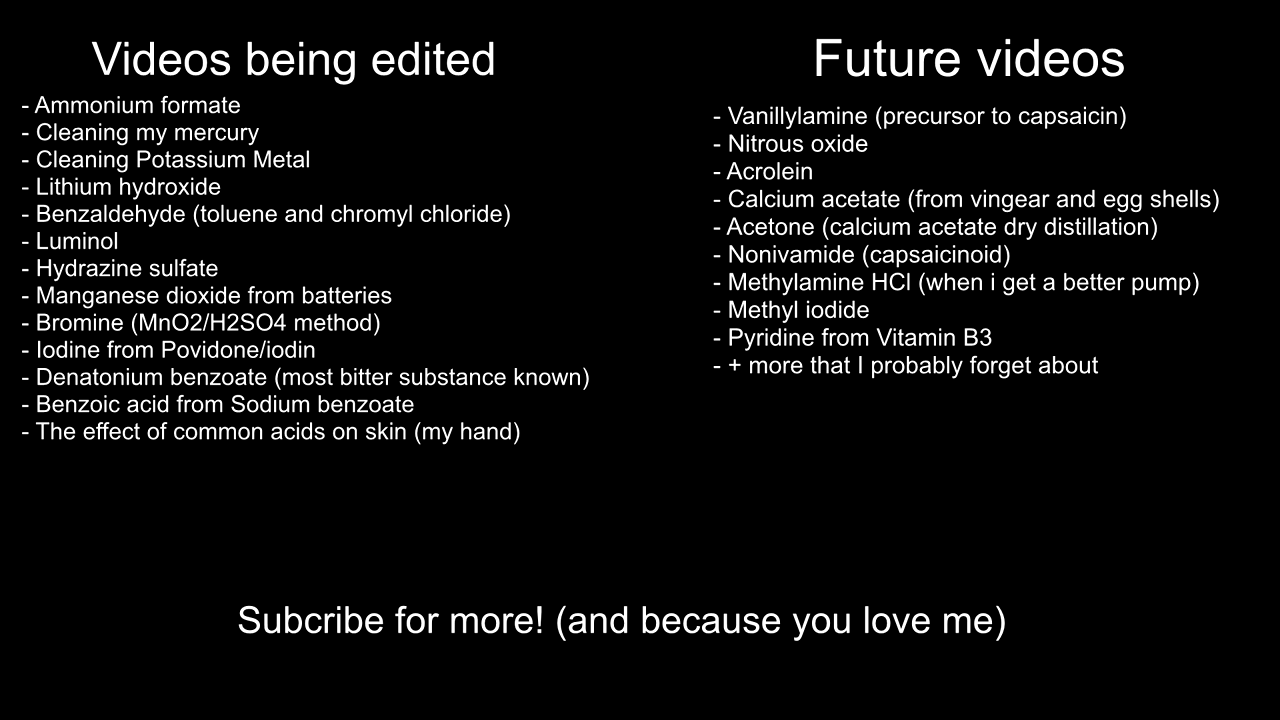 Videos being edited
- Ammonium formate
- Cleaning my mercury
- Cleaning Potassium Metal
- Lithium hydroxide
- Benzaldehyde (toluene and chromyl chloride)
- Luminol
- Hydrazine sulfate
- Manganese dioxide from batteries
- Bromine (MnO2/H2SO4 method)
- Iodine from Povidone/iodin
- Denatonium benzoate (most bitter substance known)
- Benzoic acid from Sodium benzoate
- The effect of common acids on skin (my hand)
Future videos
- Vanillylamine (precursor to capsaicin)
- Nitrous oxide
- Acrolein
- Calcium acetate (from vingear and egg shells)
- Acetone (calcium acetate dry distillation)
- Nonivamide (capsaicinoid)
- Methylamine HCl (when i get a better pump)
- Methyl iodide
- Pyridine from Vitamin B3
- + more that I probably forget about
Subcribe for more! (and because you love me)